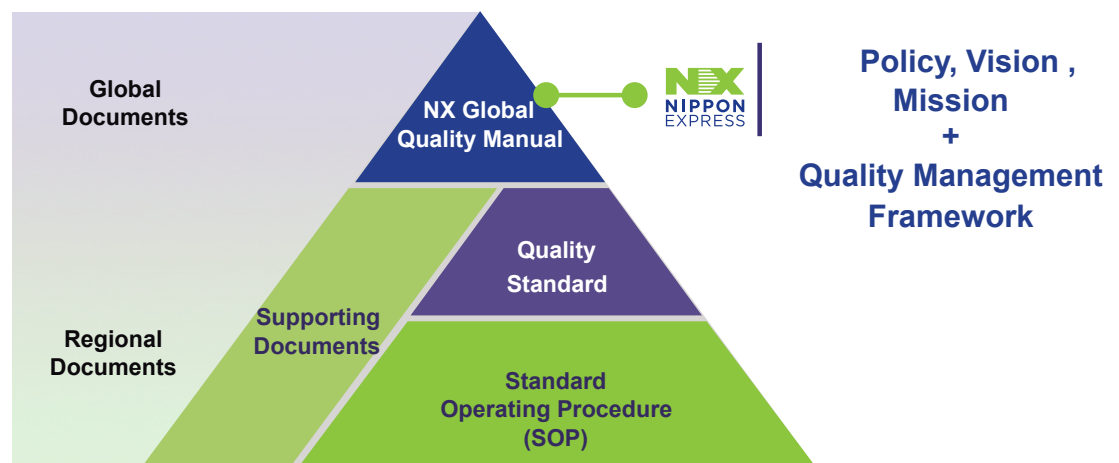 Global
Documents
NX Global
Quality Manual
NX
NIPPON
EXPRESS
Policy, Vision ,
Mission
+
Quality Management
Framework
Quality
Standard
Supporting
Documents
Regional
Documents
Standard
Operating Procedure
(SOP)